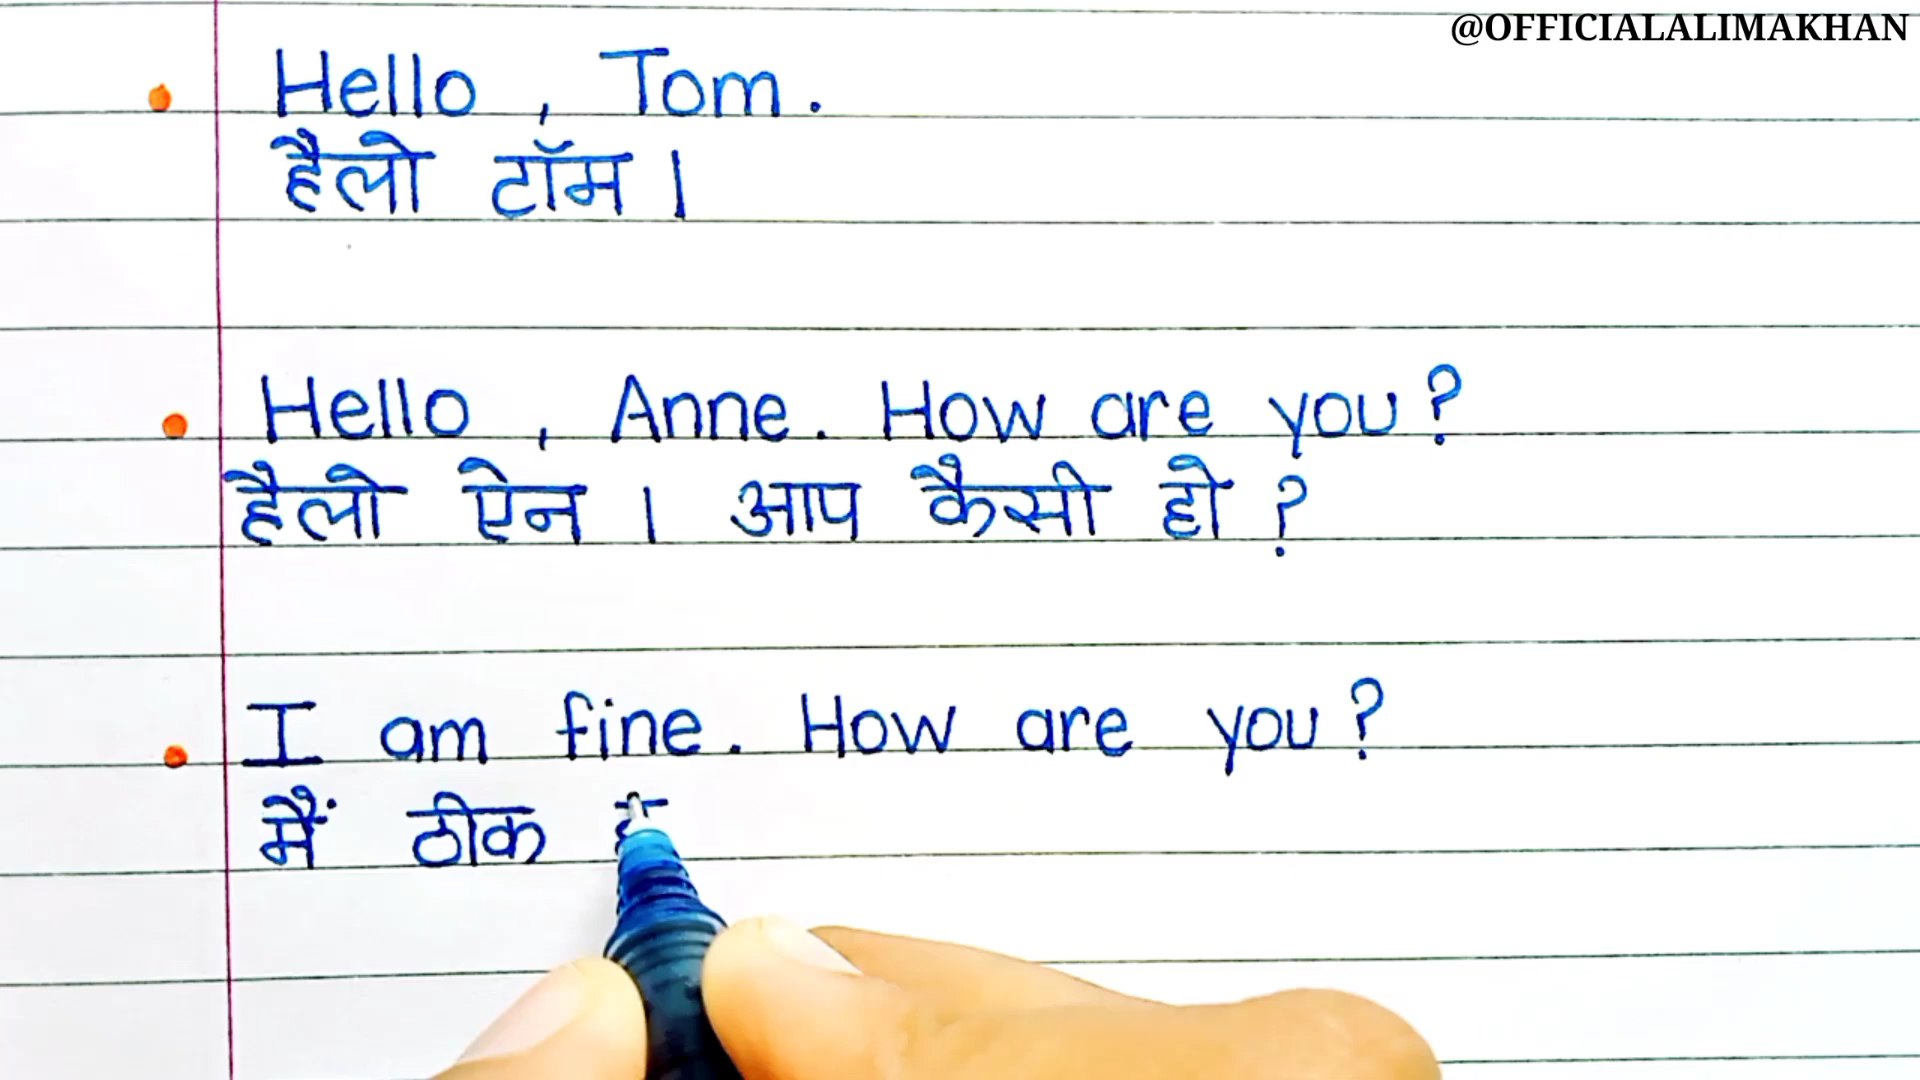 @OFFICIALALIMAKHAN
Hello , Tom.
हैलो टॉम ।
Hello , Anne. How are you?
हैलो ऐन । आप कैसी हो ?
I am fine. How are you?
मैं ठीक